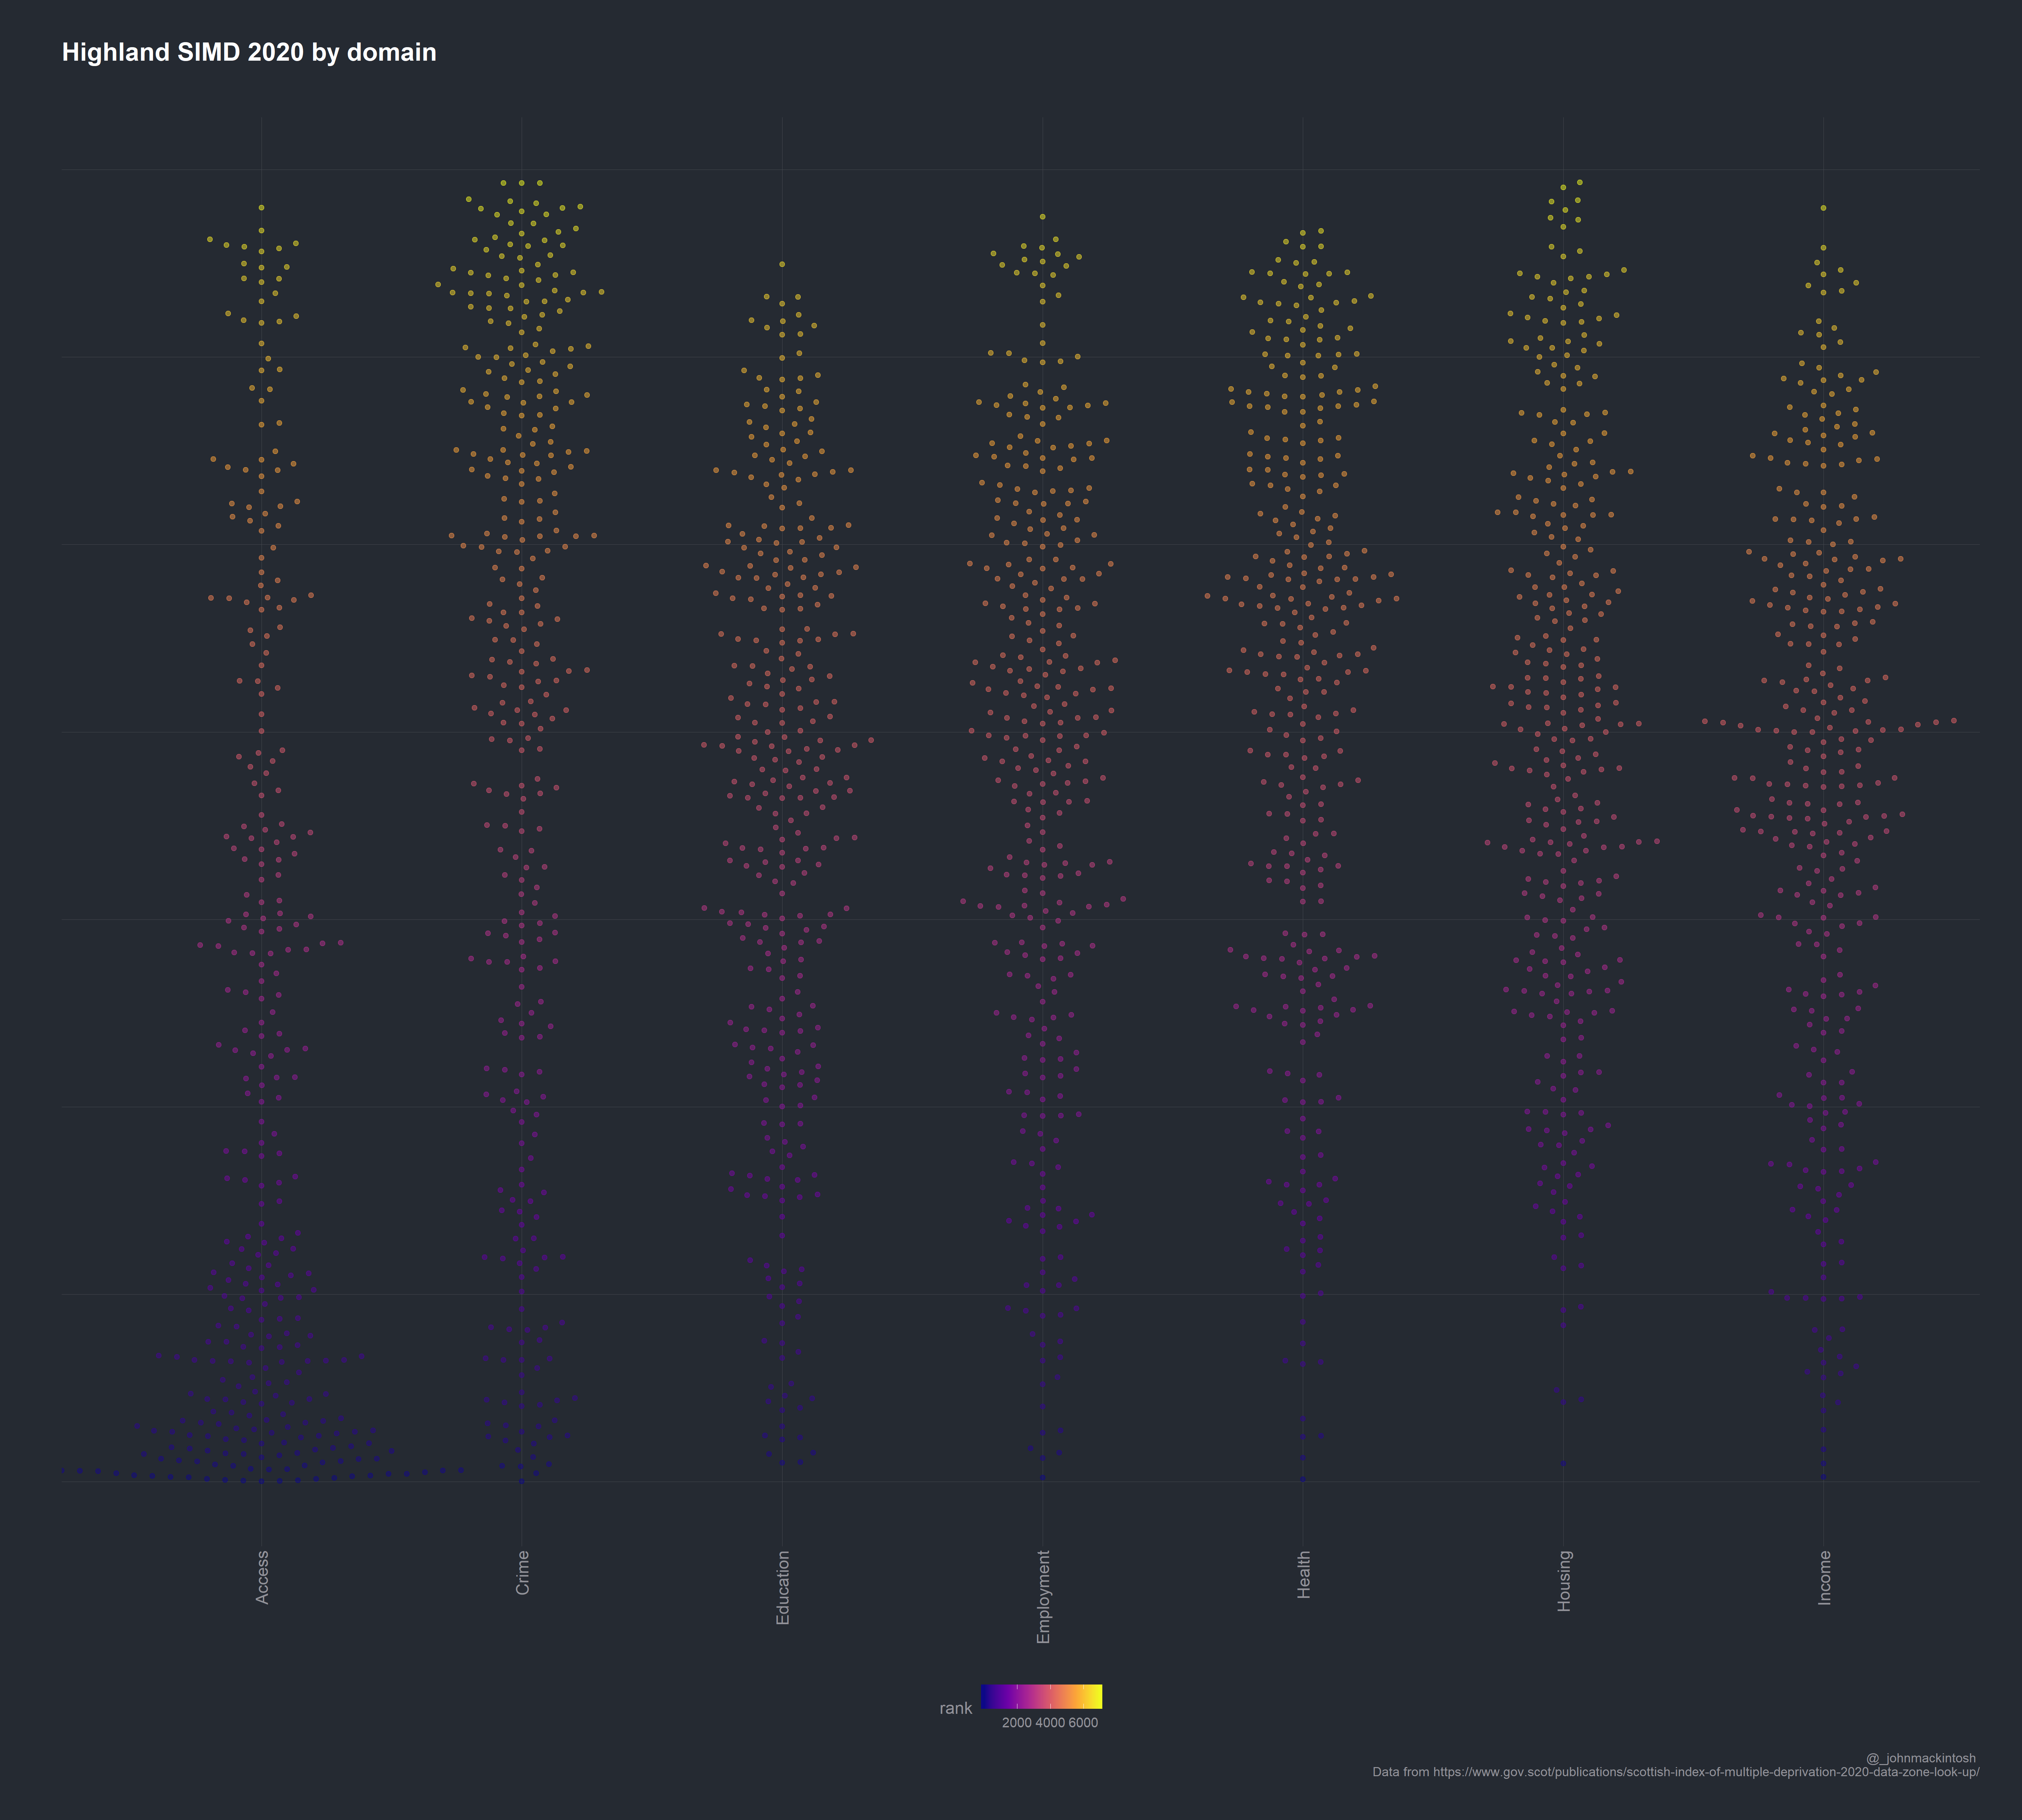 Highland SIMD 2020 by domain
Access
Crime
Education
Employment
Health
Housing
Income
rank
2000 4000 6000
@_johnmackintosh
Data from https://www.gov.scot/publications/scottish-index-of-multiple-deprivation-2020-data-zone-look-up/